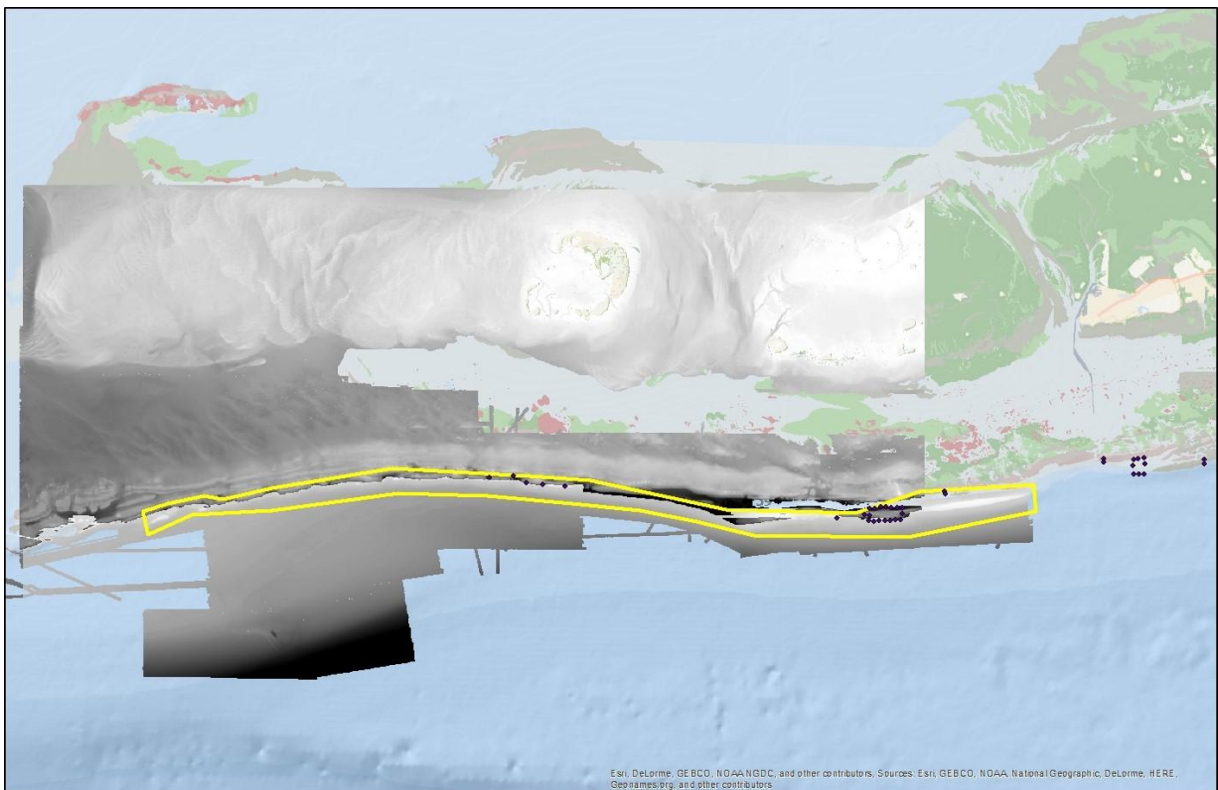 Esri, DeLorme, GEBCO, NOAA NGDC, and other contributors, Sources: Esri, GEBCO, NOAA, National Geographic, DeLorme, HERE,
Geonames.org, and other contributors